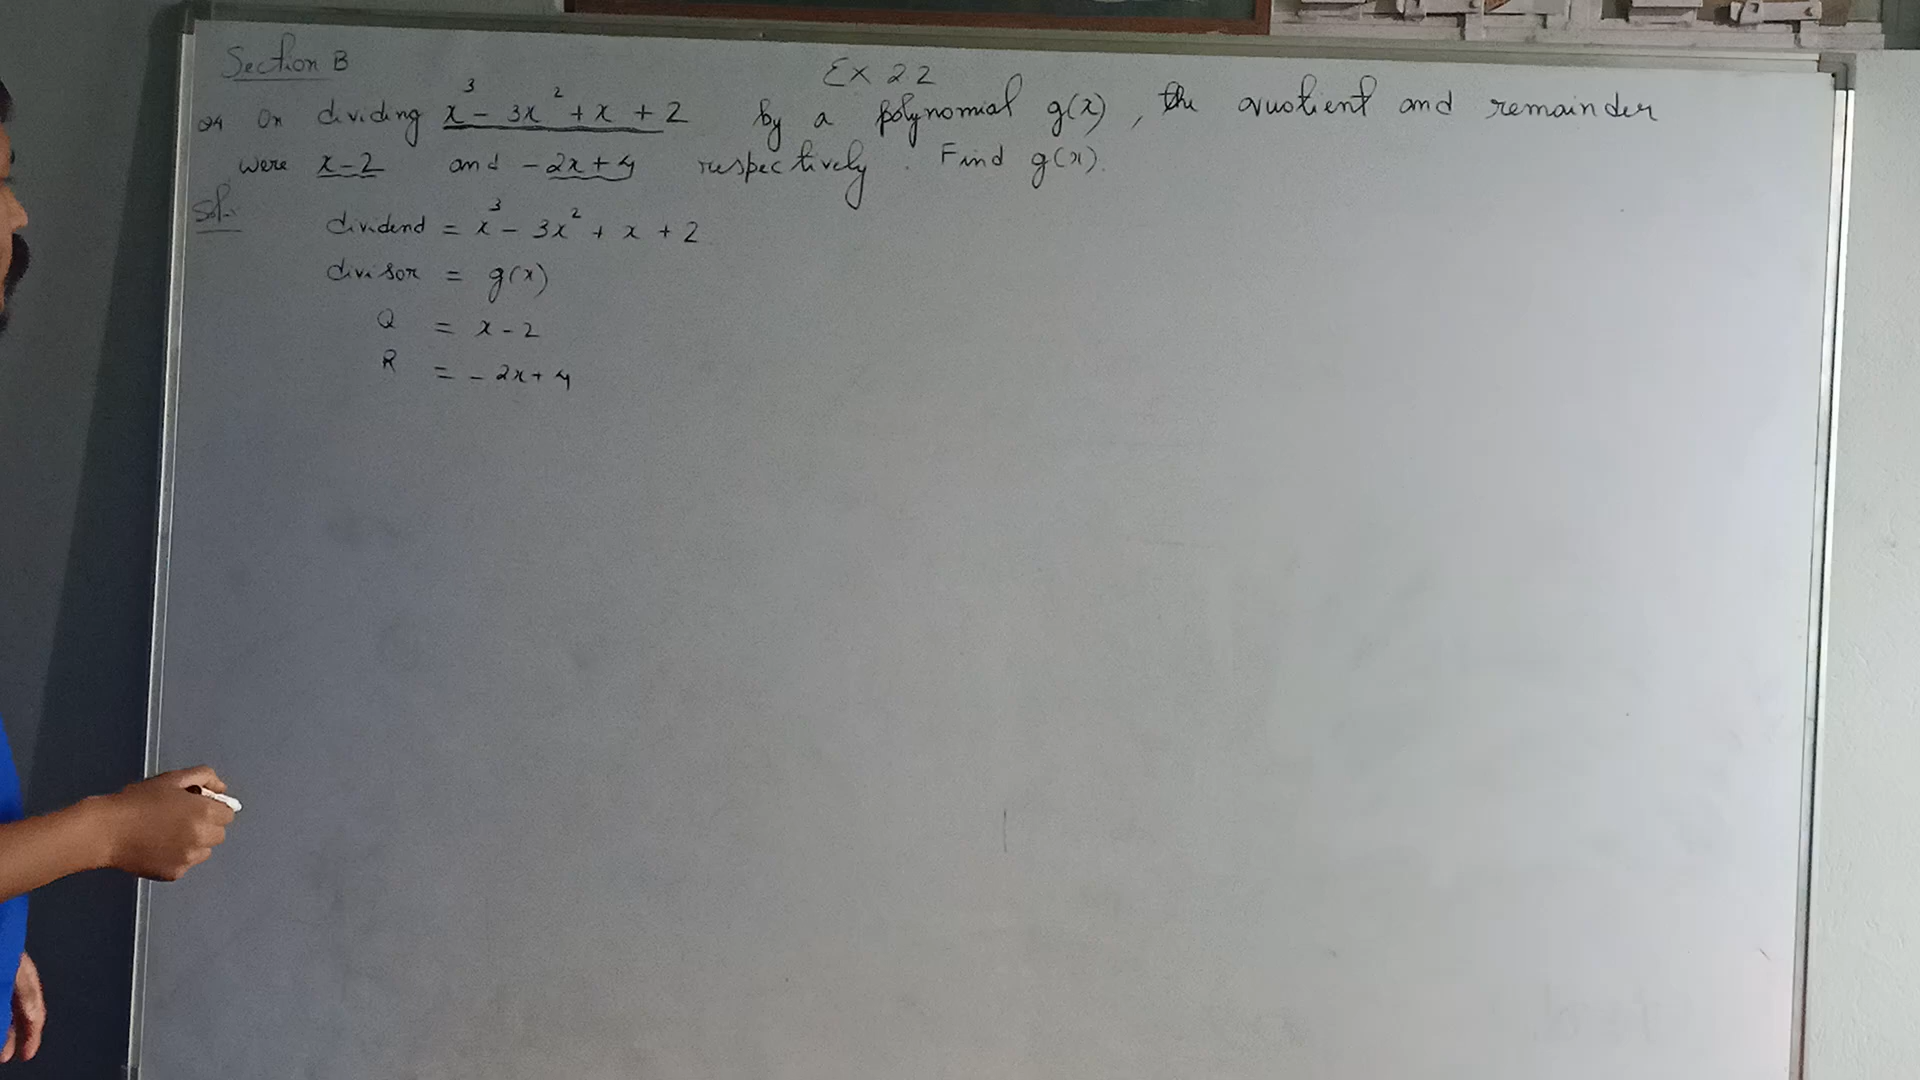 Section B
Ex 2.2
Q4 On dividing x³ - 3x² + x + 2 by a polynomial g(x), the quotient and remainder
were x-2 and -2x+4 respectively. Find g(x).
Sol:
dividend = x³ - 3x² + x + 2
divisor = g(x)
Q = x-2
R = -2x+4